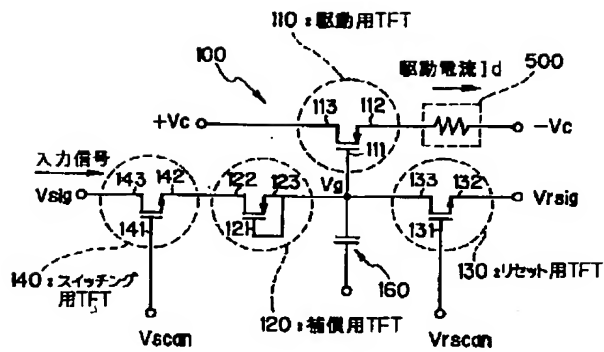 110：駆動用TFT
100
駆動電流Id
500
113
112
+Vc
-Vc
111
入力信号
Vsig
143
142
122
123
Vg
133
132
Vrsig
141
121
131
140：スイッチング
用TFT
160
130：リセット用TFT
120：補償用TFT
Vscan
Vrscan